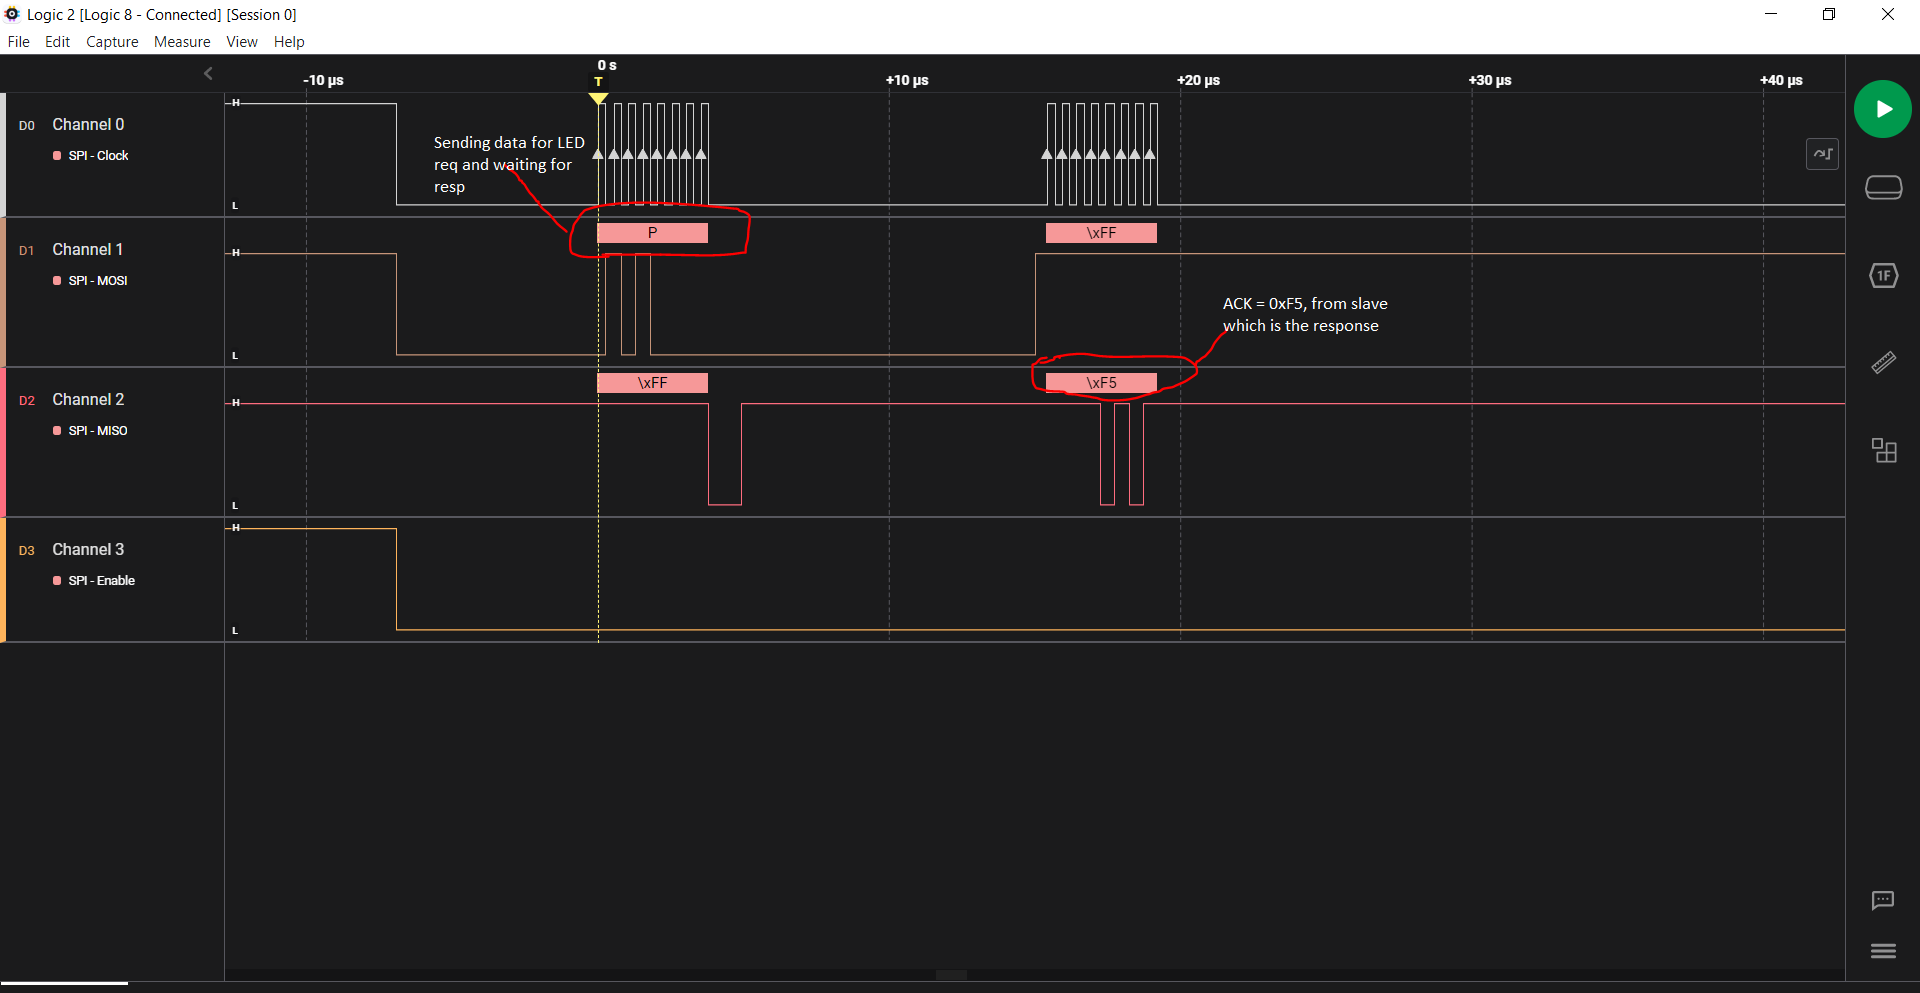 Logic 2 [Logic 8 - Connected] [Session 0]
File Edit Capture Measure View Help
0 s
-10 µs T +10 µs +20 µs +30 µs +40 µs
D0 Channel 0
SPI - Clock
H
L
Sending data for LED
req and waiting for
resp
D1 Channel 1
SPI - MOSI
H
L
P \xFF
ACK = 0xF5, from slave
which is the response
D2 Channel 2
SPI - MISO
H
L
\xFF \xF5
D3 Channel 3
SPI - Enable
H
L
1F